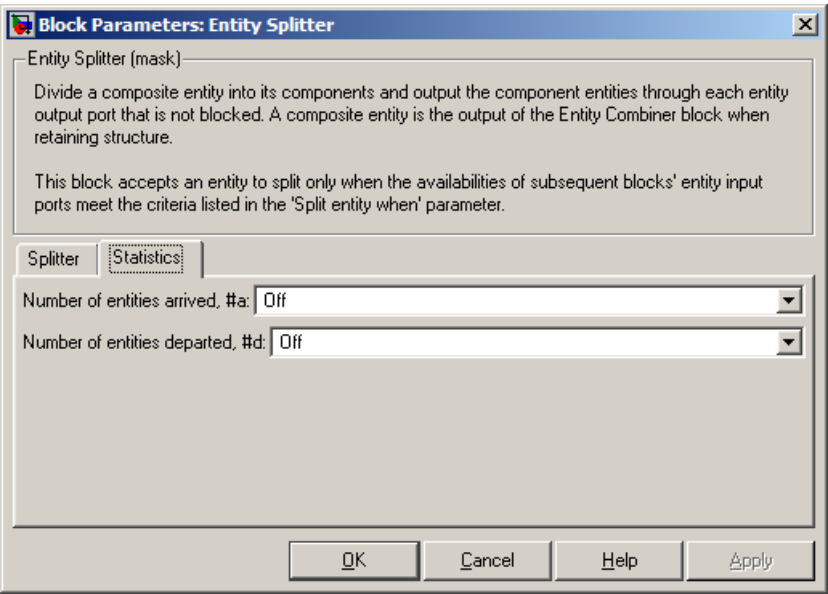 Block Parameters: Entity Splitter
Entity Splitter (mask)
Divide a composite entity into its components and output the component entities through each entity
output port that is not blocked. A composite entity is the output of the Entity Combiner block when
retaining structure.
This block accepts an entity to split only when the availabilities of subsequent blocks' entity input
ports meet the criteria listed in the 'Split entity when' parameter.
Splitter Statistics
Number of entities arrived, #a: Off
Number of entities departed, #d: Off
OK Cancel Help Apply